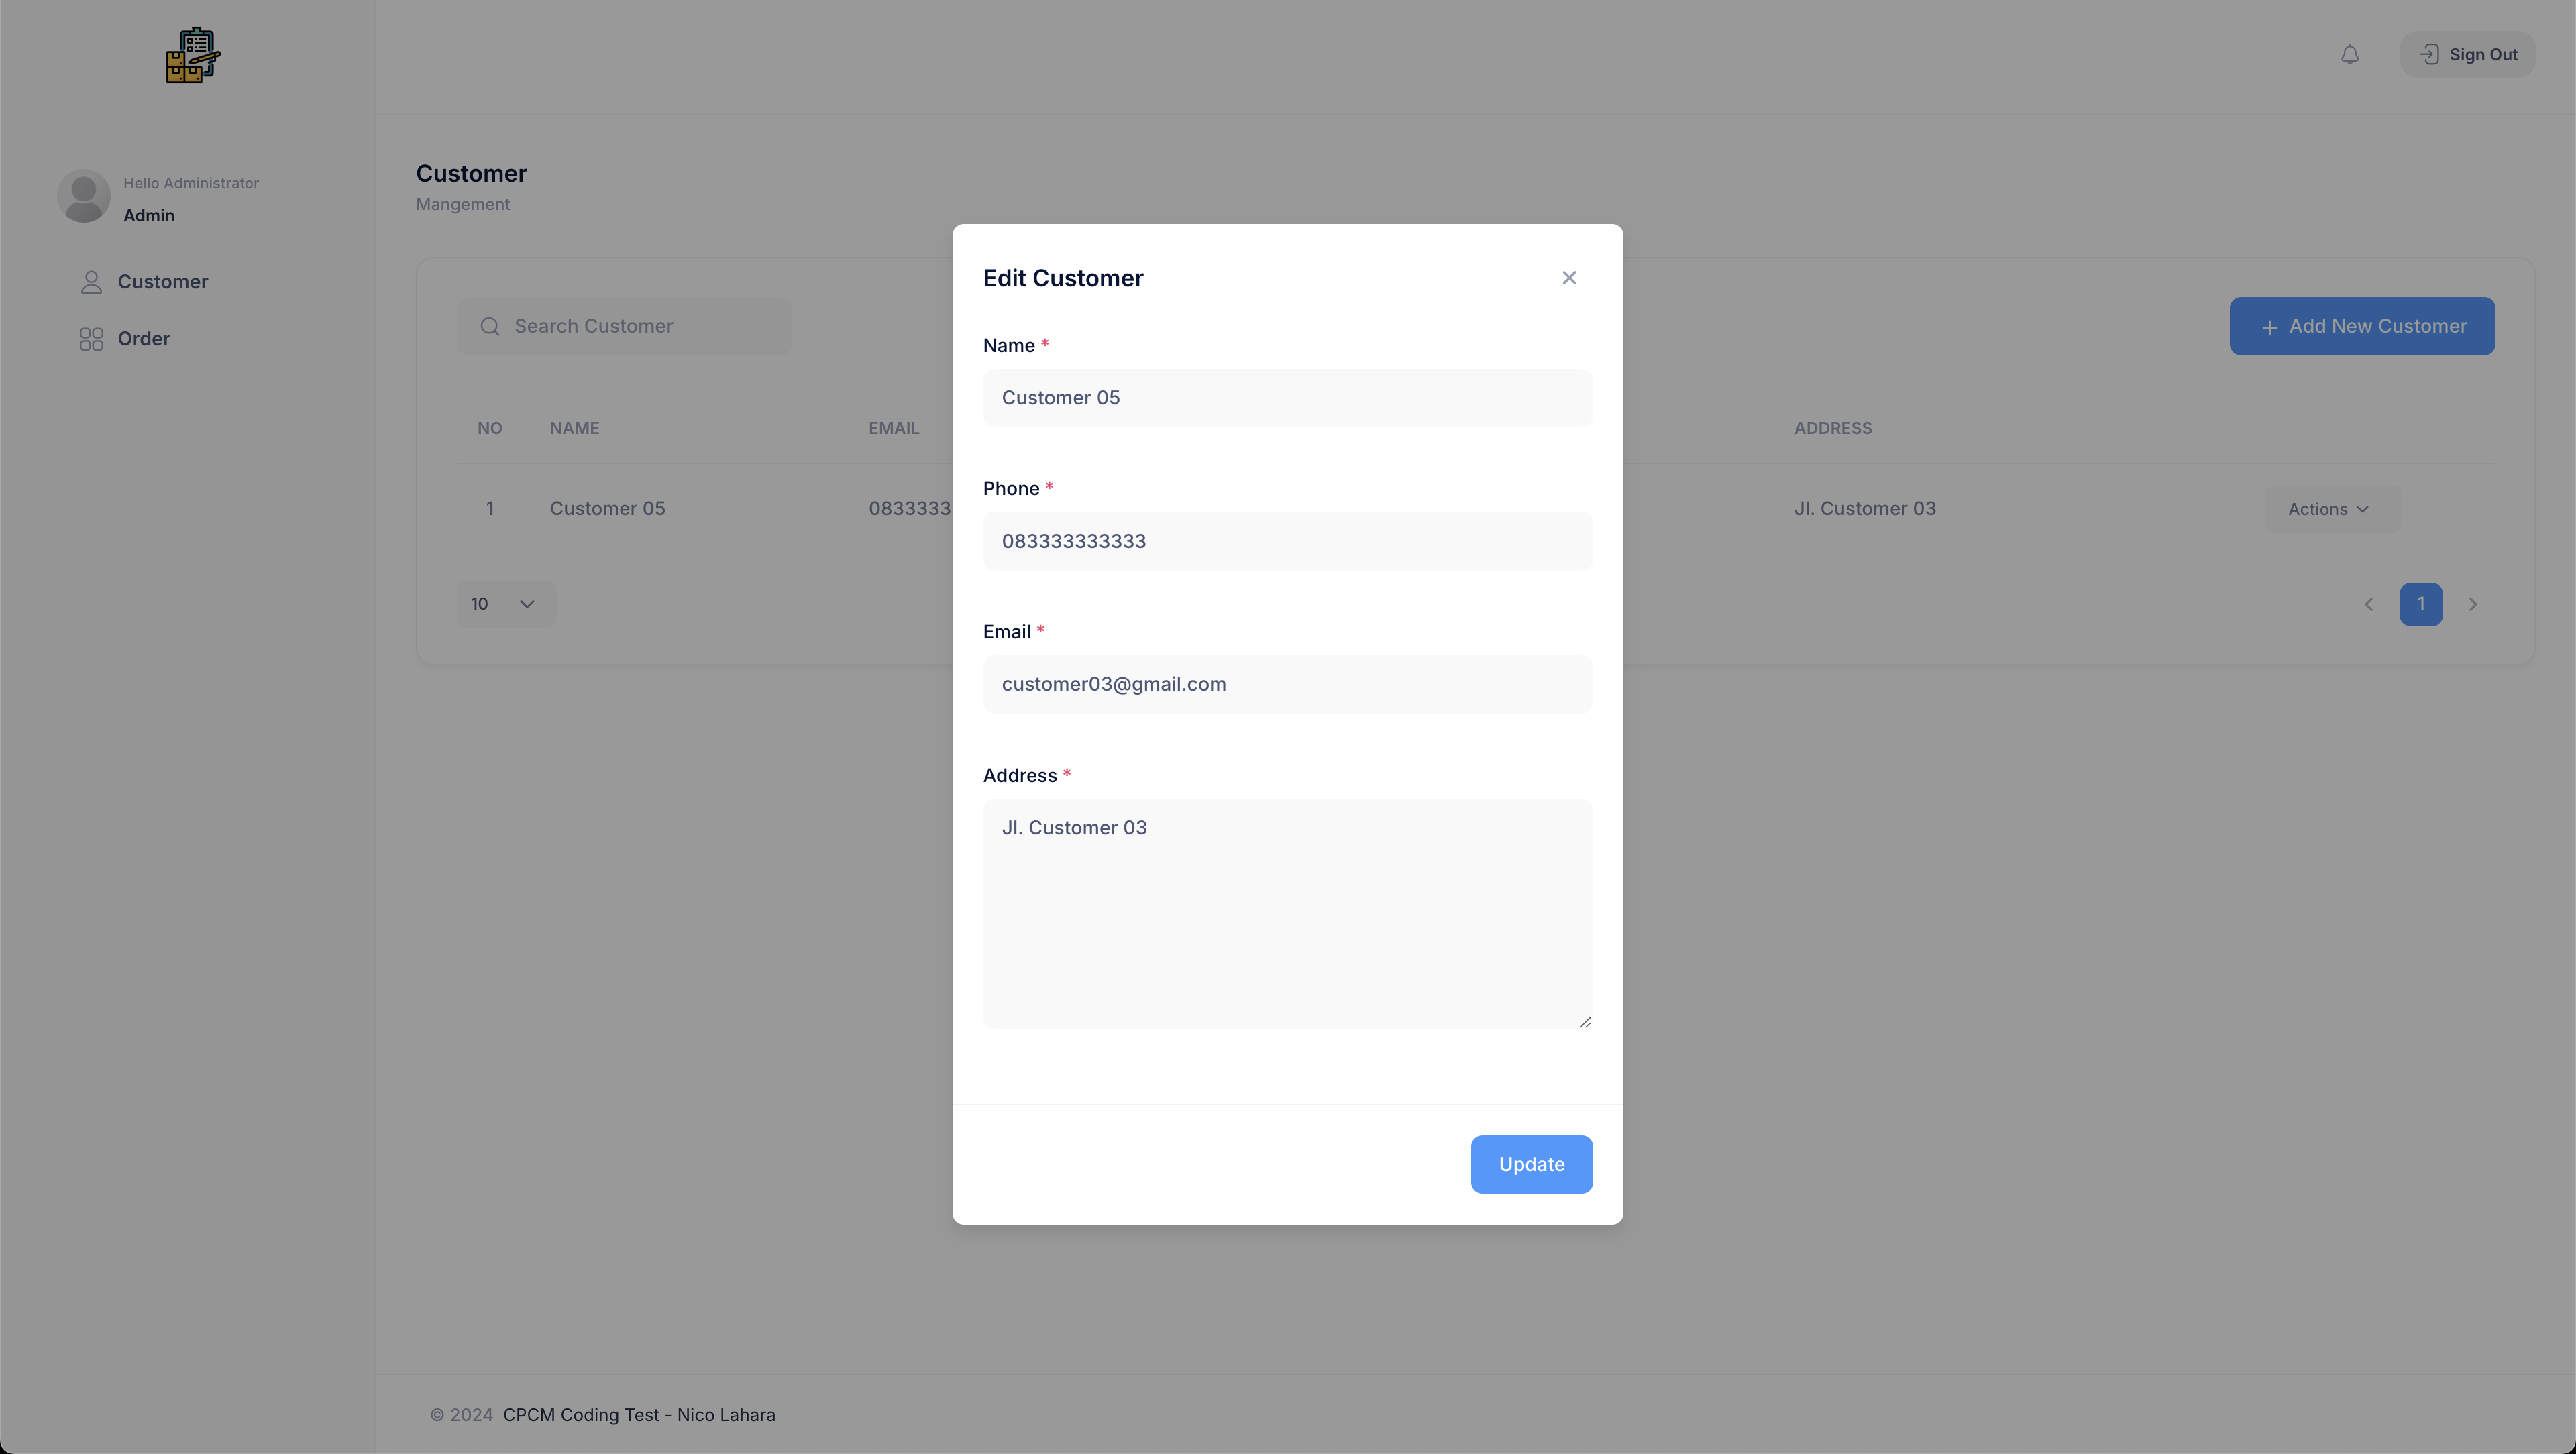 Sign Out
Hello Administrator
Admin
Customer
Order
Customer
Mangement
Search Customer
Add New Customer
NO NAME EMAIL ADDRESS
1 Customer 05 0833333 Jl. Customer 03 Actions
10
1
Edit Customer
Name *
Customer 05
Phone *
083333333333
Email *
customer03@gmail.com
Address *
Jl. Customer 03
Update
© 2024 CPCM Coding Test - Nico Lahara